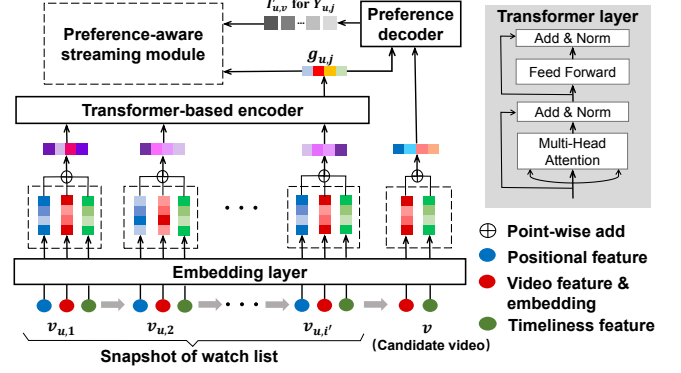 Γ_{u,v} for Y_{u,j}
Preference-aware
streaming module
Preference
decoder
g_{u,j}
Transformer-based encoder
Embedding layer
v_{u,1}
v_{u,2}
v_{u,i'}
v
(Candidate video)
Snapshot of watch list
Transformer layer
Add & Norm
Feed Forward
Add & Norm
Multi-Head
Attention
Point-wise add
Positional feature
Video feature &
embedding
Timeliness feature